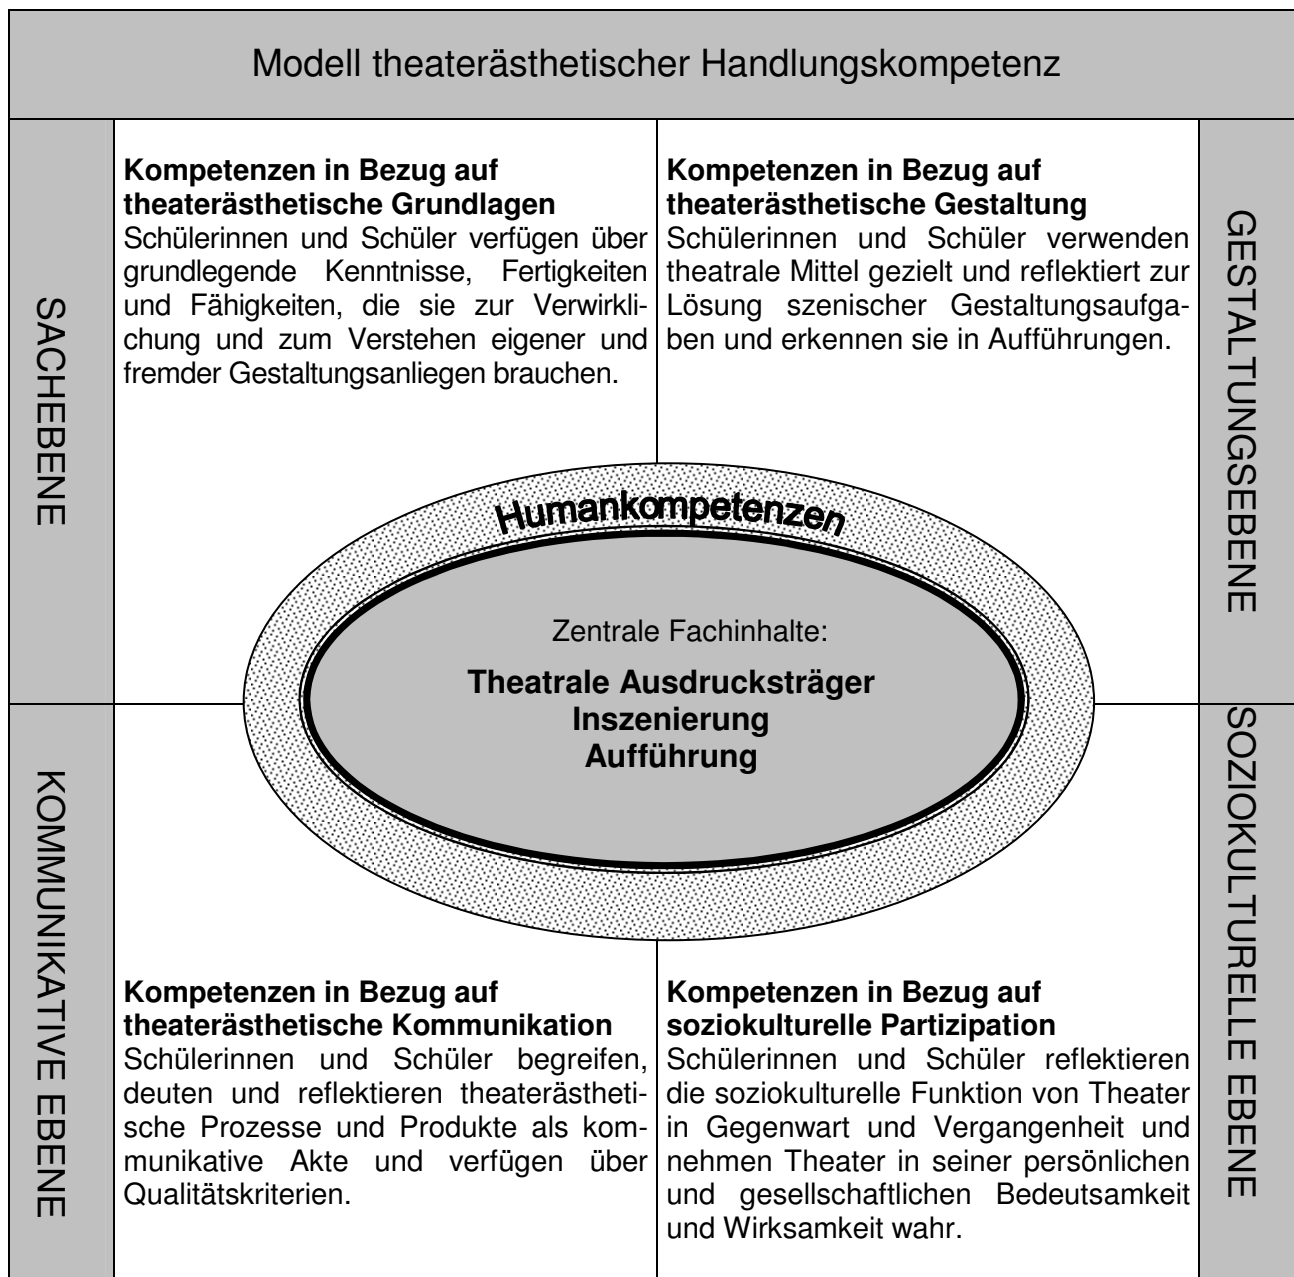 Modell theaterästhetischer Handlungskompetenz
SACHEBENE
Kompetenzen in Bezug auf
theaterästhetische Grundlagen
Schülerinnen und Schüler verfügen über
grundlegende Kenntnisse, Fertigkeiten
und Fähigkeiten, die sie zur Verwirkli-
chung und zum Verstehen eigener und
fremder Gestaltungsanliegen brauchen.
Kompetenzen in Bezug auf
theaterästhetische Gestaltung
Schülerinnen und Schüler verwenden
theatrale Mittel gezielt und reflektiert zur
Lösung szenischer Gestaltungsaufga-
ben und erkennen sie in Aufführungen.
GESTALTUNGSEBENE
Humankompetenzen
Zentrale Fachinhalte:
Theatrale Ausdrucksträger
Inszenierung
Aufführung
KOMMUNIKATIVE EBENE
Kompetenzen in Bezug auf
theaterästhetische Kommunikation
Schülerinnen und Schüler begreifen,
deuten und reflektieren theaterästheti-
sche Prozesse und Produkte als kom-
munikative Akte und verfügen über
Qualitätskriterien.
Kompetenzen in Bezug auf
soziokulturelle Partizipation
Schülerinnen und Schüler reflektieren
die soziokulturelle Funktion von Theater
in Gegenwart und Vergangenheit und
nehmen Theater in seiner persönlichen
und gesellschaftlichen Bedeutsamkeit
und Wirksamkeit wahr.
SOZIOKULTURELLE EBENE